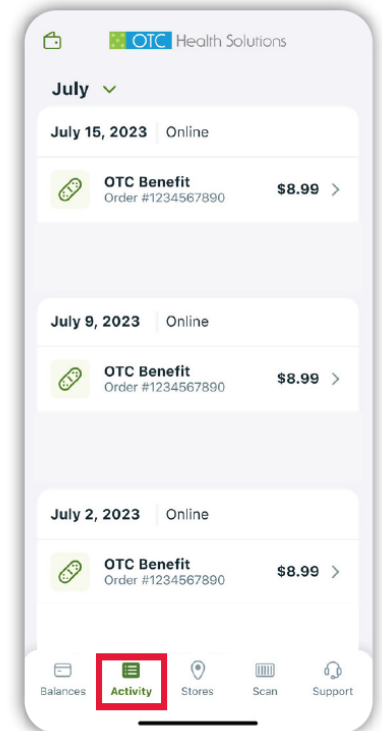 OTC Health Solutions
July
July 15, 2023 Online
OTC Benefit $8.99
Order #1234567890
July 9, 2023 Online
OTC Benefit $8.99
Order #1234567890
July 2, 2023 Online
OTC Benefit $8.99
Order #1234567890
Balances Activity Stores Scan Support